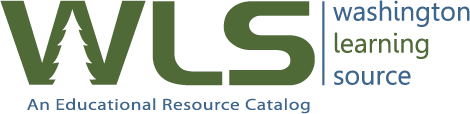 WLS
washington
learning
source
An Educational Resource Catalog